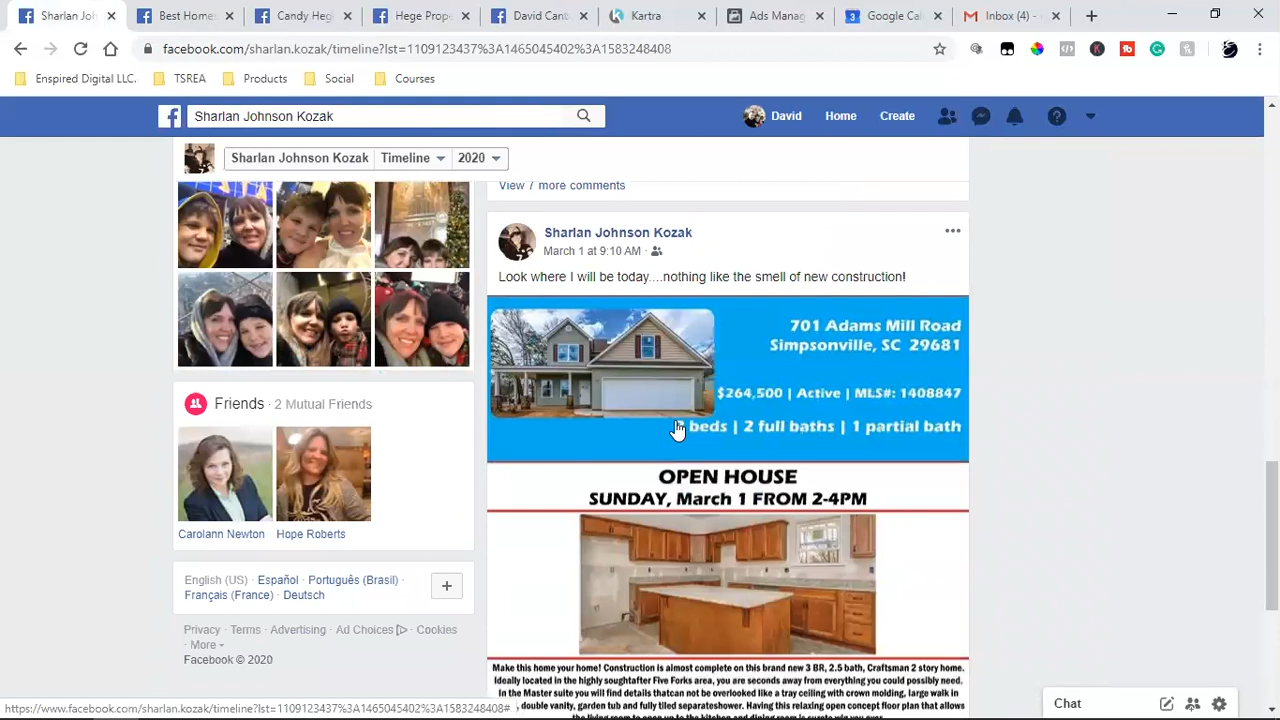 Sharlan Joh
Best Home
Candy Heg
Hege Prope
David Canb
Kartra
Ads Manag
Google Cal
Inbox (4) -
facebook.com/sharlan.kozak/timeline?lst=1109123437%3A1465045402%3A1583248408
Enspired Digital LLC.
TSREA
Products
Social
Courses
Sharlan Johnson Kozak
David
Home
Create
Sharlan Johnson Kozak
Timeline
2020
View 7 more comments
Sharlan Johnson Kozak
March 1 at 9:10 AM ·
Look where I will be today....nothing like the smell of new construction!
701 Adams Mill Road
Simpsonville, SC 29681
$264,500 | Active | MLS#: 1408847
beds | 2 full baths | 1 partial bath
OPEN HOUSE
SUNDAY, March 1 FROM 2-4PM
Make this home your home! Construction is almost complete on this brand new 3 BR, 2.5 bath, Craftsman 2 story home.
Ideally located in the highly soughtafter Five Forks area, you are seconds away from everything you could possibly need.
In the Master suite you will find details thatcan not be overlooked like a tray ceiling with crown molding, large walk in
double vanity, garden tub and fully tiled separateshower. Having this relaxing open concept floor plan that allows
Friends · 2 Mutual Friends
Carolann Newton
Hope Roberts
English (US) · Español · Português (Brasil) ·
Français (France) · Deutsch
Privacy · Terms · Advertising · Ad Choices · Cookies
· More
Facebook © 2020
Chat
https://www.facebook.com/sharlan.kozak/timeline?lst=1109123437%3A1465045402%3A1583248408#